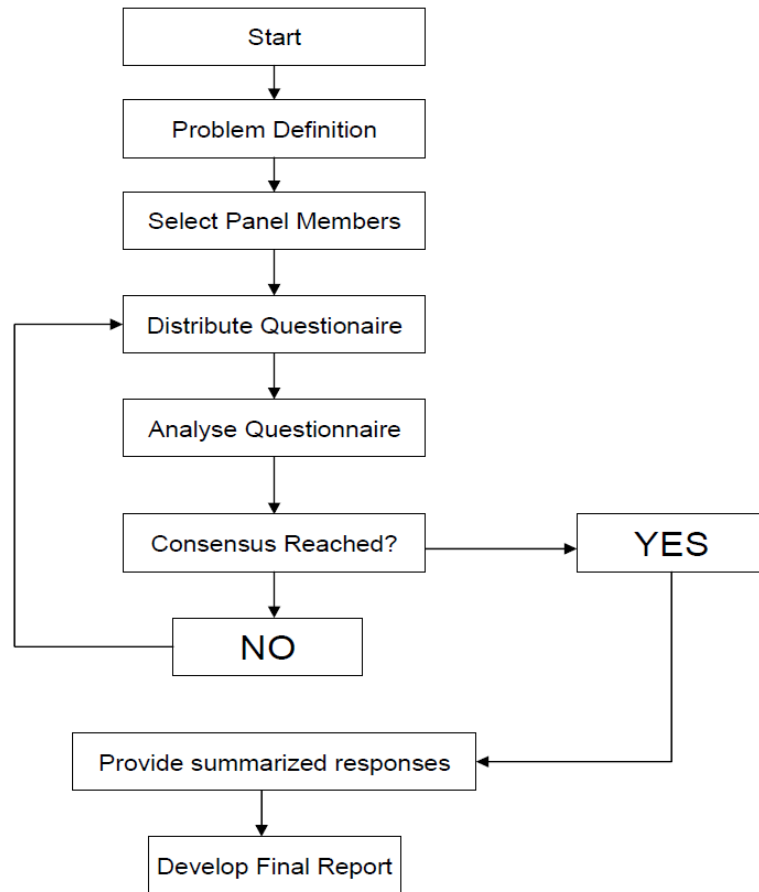 Start
Problem Definition
Select Panel Members
Distribute Questionaire
Analyse Questionnaire
Consensus Reached?
YES
NO
Provide summarized responses
Develop Final Report